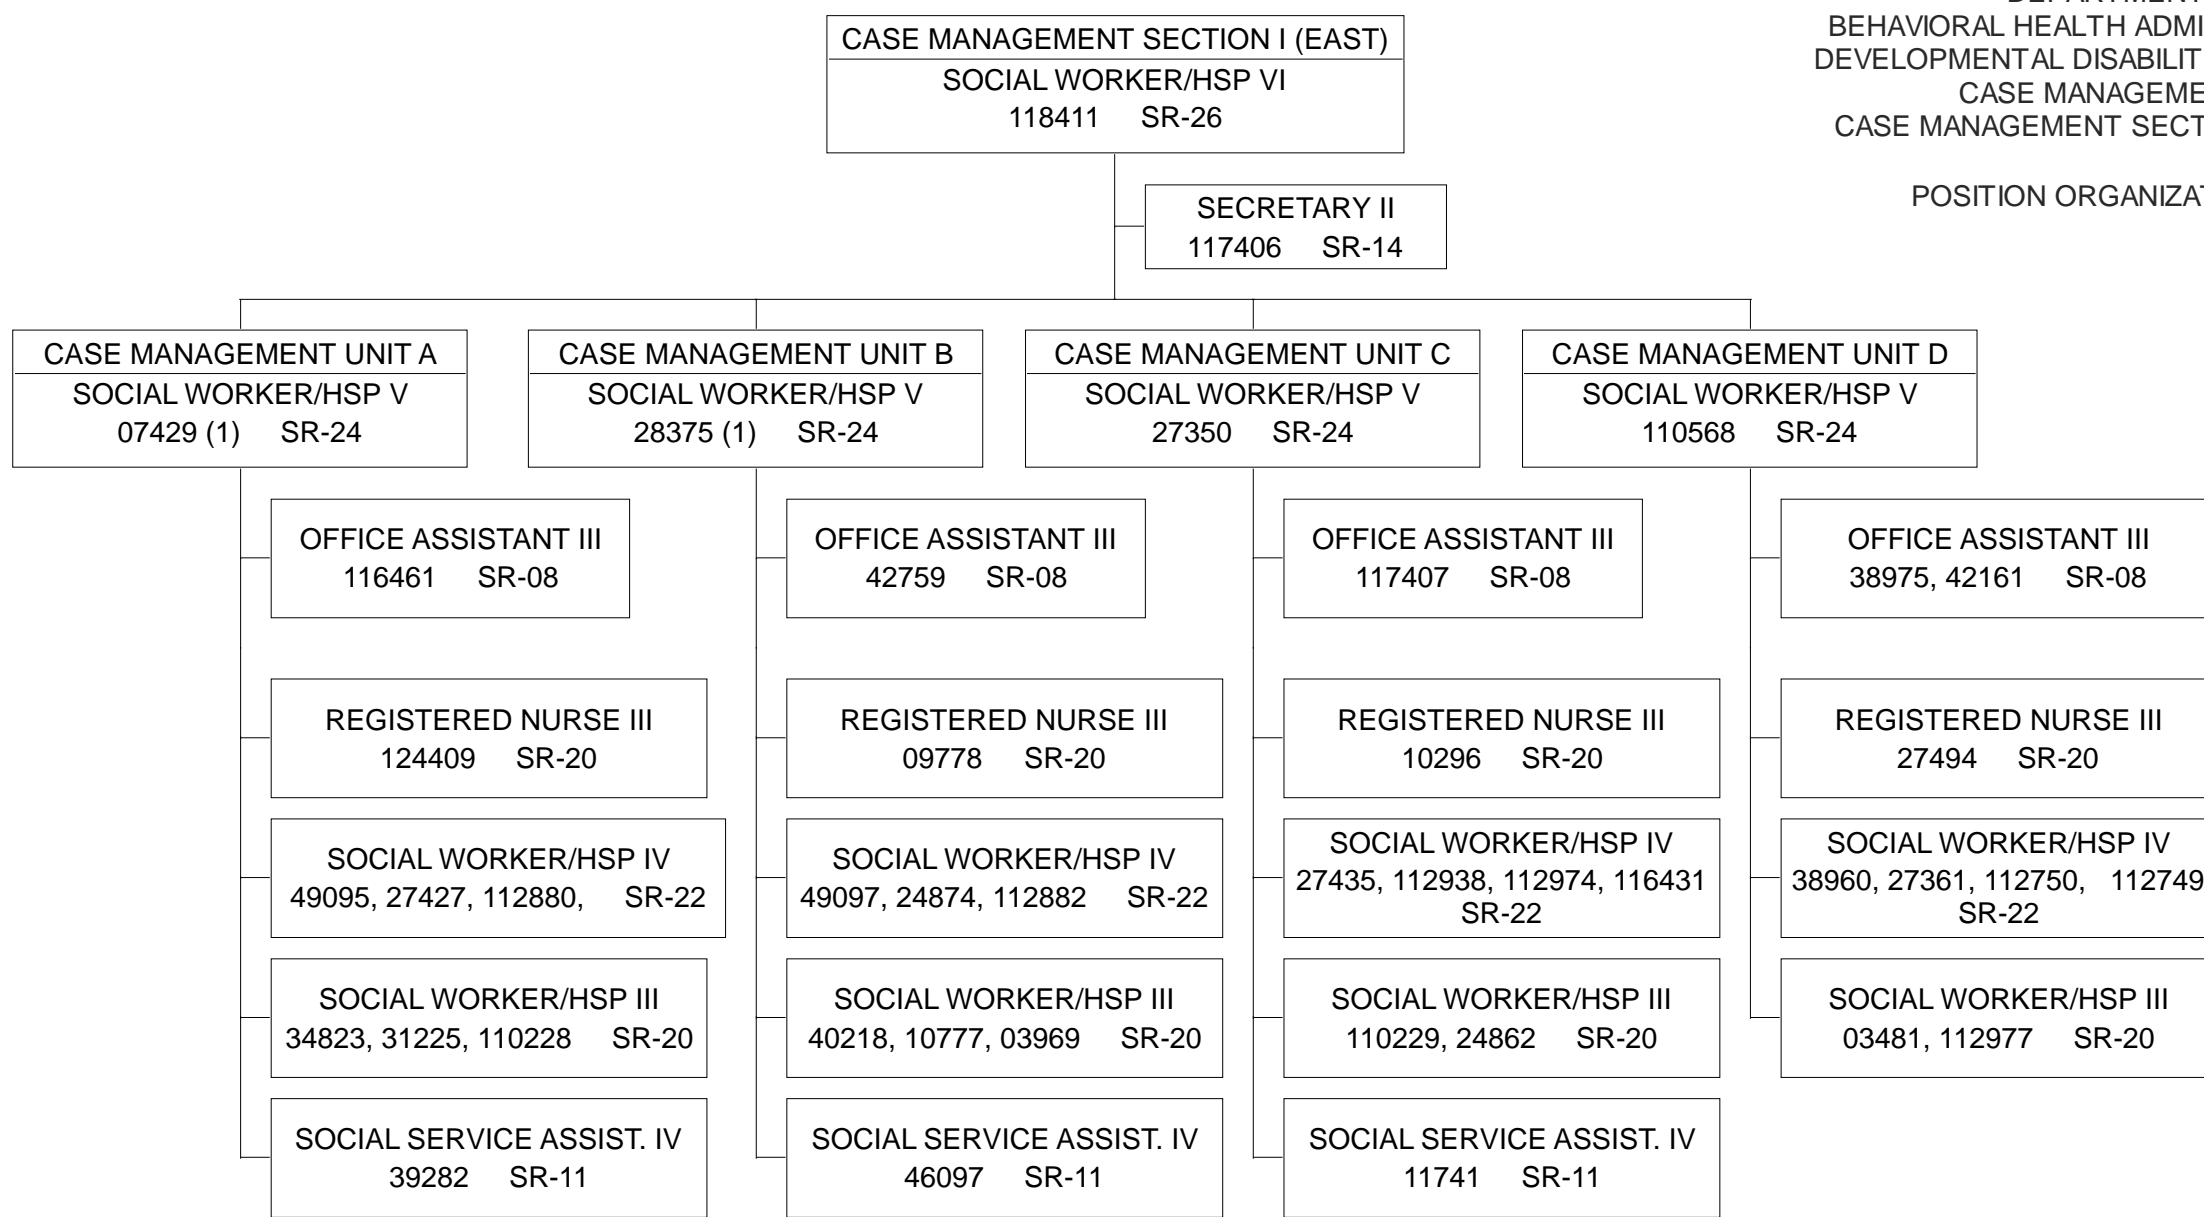 DEPARTMENT
BEHAVIORAL HEALTH ADMI
DEVELOPMENTAL DISABILIT
CASE MANAGEME
CASE MANAGEMENT SECT
POSITION ORGANIZAT
CASE MANAGEMENT SECTION I (EAST)
SOCIAL WORKER/HSP VI
118411 SR-26
SECRETARY II
117406 SR-14
CASE MANAGEMENT UNIT A
SOCIAL WORKER/HSP V
07429 (1) SR-24
CASE MANAGEMENT UNIT B
SOCIAL WORKER/HSP V
28375 (1) SR-24
CASE MANAGEMENT UNIT C
SOCIAL WORKER/HSP V
27350 SR-24
CASE MANAGEMENT UNIT D
SOCIAL WORKER/HSP V
110568 SR-24
OFFICE ASSISTANT III
116461 SR-08
OFFICE ASSISTANT III
42759 SR-08
OFFICE ASSISTANT III
117407 SR-08
OFFICE ASSISTANT III
38975, 42161 SR-08
REGISTERED NURSE III
124409 SR-20
REGISTERED NURSE III
09778 SR-20
REGISTERED NURSE III
10296 SR-20
REGISTERED NURSE III
27494 SR-20
SOCIAL WORKER/HSP IV
49095, 27427, 112880, SR-22
SOCIAL WORKER/HSP IV
49097, 24874, 112882 SR-22
SOCIAL WORKER/HSP IV
27435, 112938, 112974, 116431
SR-22
SOCIAL WORKER/HSP IV
38960, 27361, 112750, 112749
SR-22
SOCIAL WORKER/HSP III
34823, 31225, 110228 SR-20
SOCIAL WORKER/HSP III
40218, 10777, 03969 SR-20
SOCIAL WORKER/HSP III
110229, 24862 SR-20
SOCIAL WORKER/HSP III
03481, 112977 SR-20
SOCIAL SERVICE ASSIST. IV
39282 SR-11
SOCIAL SERVICE ASSIST. IV
46097 SR-11
SOCIAL SERVICE ASSIST. IV
11741 SR-11